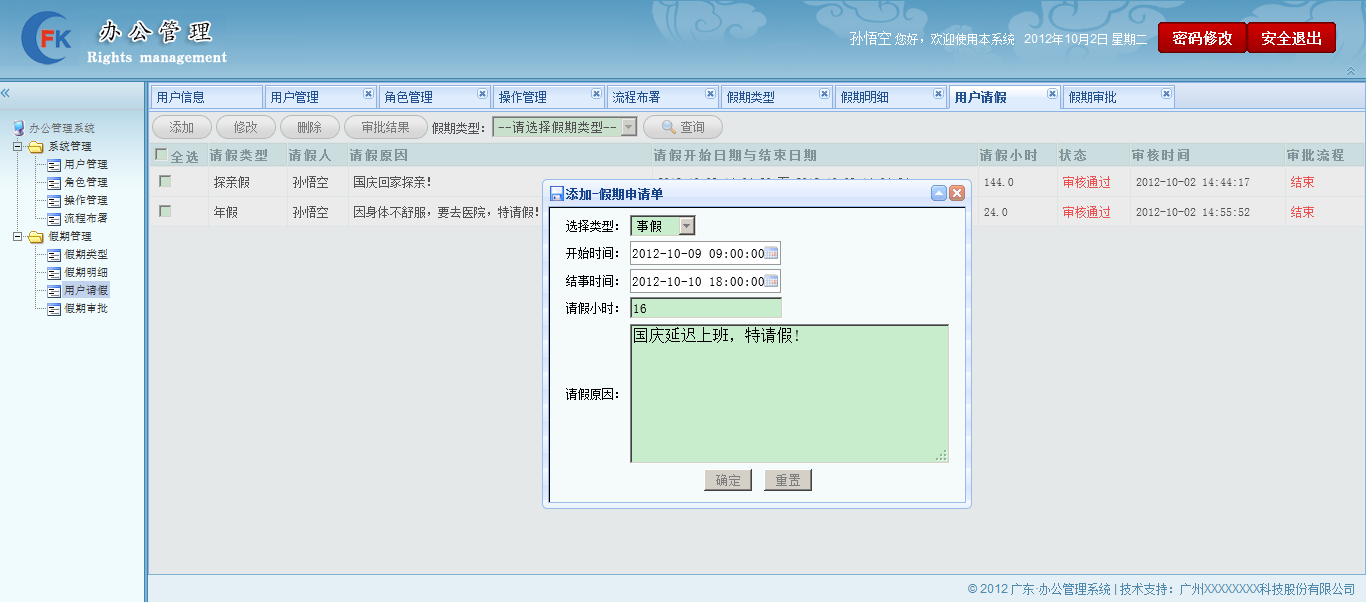 FK 办公管理
Rights management
孙悟空 您好，欢迎使用本系统 2012年10月2日 星期二 密码修改 安全退出
用户信息 用户管理 角色管理 操作管理 流程布署 假期类型 假期明细 用户请假 假期审批
办公管理系统
系统管理
用户管理
角色管理
操作管理
流程布署
假期管理
假期类型
假期明细
用户请假
假期审批
添加 修改 删除 审批结果 假期类型： --请选择假期类型-- 查询
全选 请假类型 请假人 请假原因 请假开始日期与结束日期 请假小时 状态 审核时间 审批流程
探亲假 孙悟空 国庆回家探亲！ 144.0 审核通过 2012-10-02 14:44:17 结束
年假 孙悟空 因身体不舒服，要去医院，特请假！ 24.0 审核通过 2012-10-02 14:55:52 结束
添加-假期申请单
选择类型： 事假
开始时间： 2012-10-09 09:00:00
结事时间： 2012-10-10 18:00:00
请假小时： 16
请假原因： 国庆延迟上班，特请假！
确定 重置
© 2012 广东·办公管理系统 | 技术支持：广州XXXXXXXX科技股份有限公司